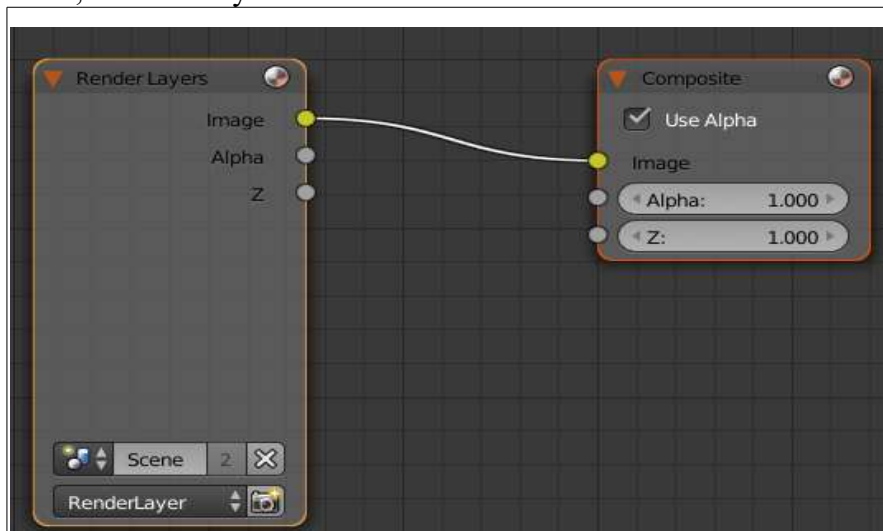 Render Layers
Image
Alpha
Z
Scene 2
RenderLayer
Composite
Use Alpha
Image
Alpha: 1.000
Z: 1.000